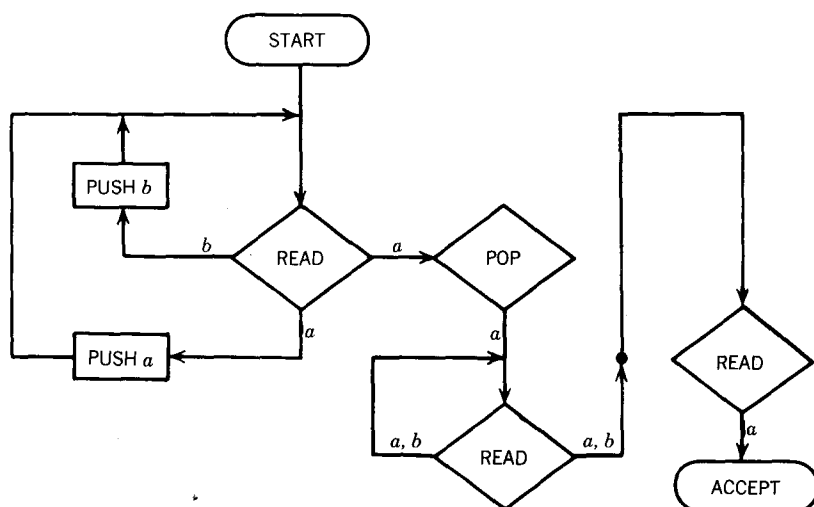 START
PUSH b
b
READ
a
POP
a
PUSH a
a
READ
a, b
READ
a, b
a
ACCEPT